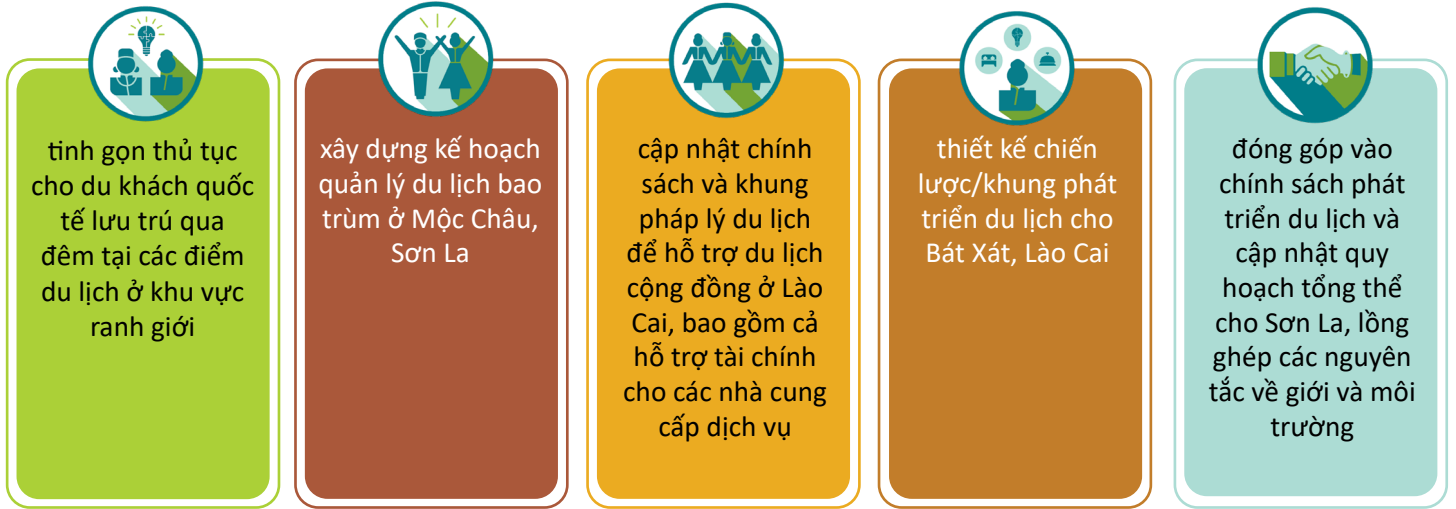 tinh gọn thủ tục
cho du khách quốc
tế lưu trú qua
đêm tại các điểm
du lịch ở khu vực
ranh giới
xây dựng kế hoạch
quản lý du lịch bao
trùm ở Mộc Châu,
Sơn La
cập nhật chính
sách và khung
pháp lý du lịch
để hỗ trợ du lịch
cộng đồng ở Lào
Cai, bao gồm cả
hỗ trợ tài chính
cho các nhà cung
cấp dịch vụ
thiết kế chiến
lược/khung phát
triển du lịch cho
Bát Xát, Lào Cai
đóng góp vào
chính sách phát
triển du lịch và
cập nhật quy
hoạch tổng thể
cho Sơn La, lồng
ghép các nguyên
tắc về giới và môi
trường